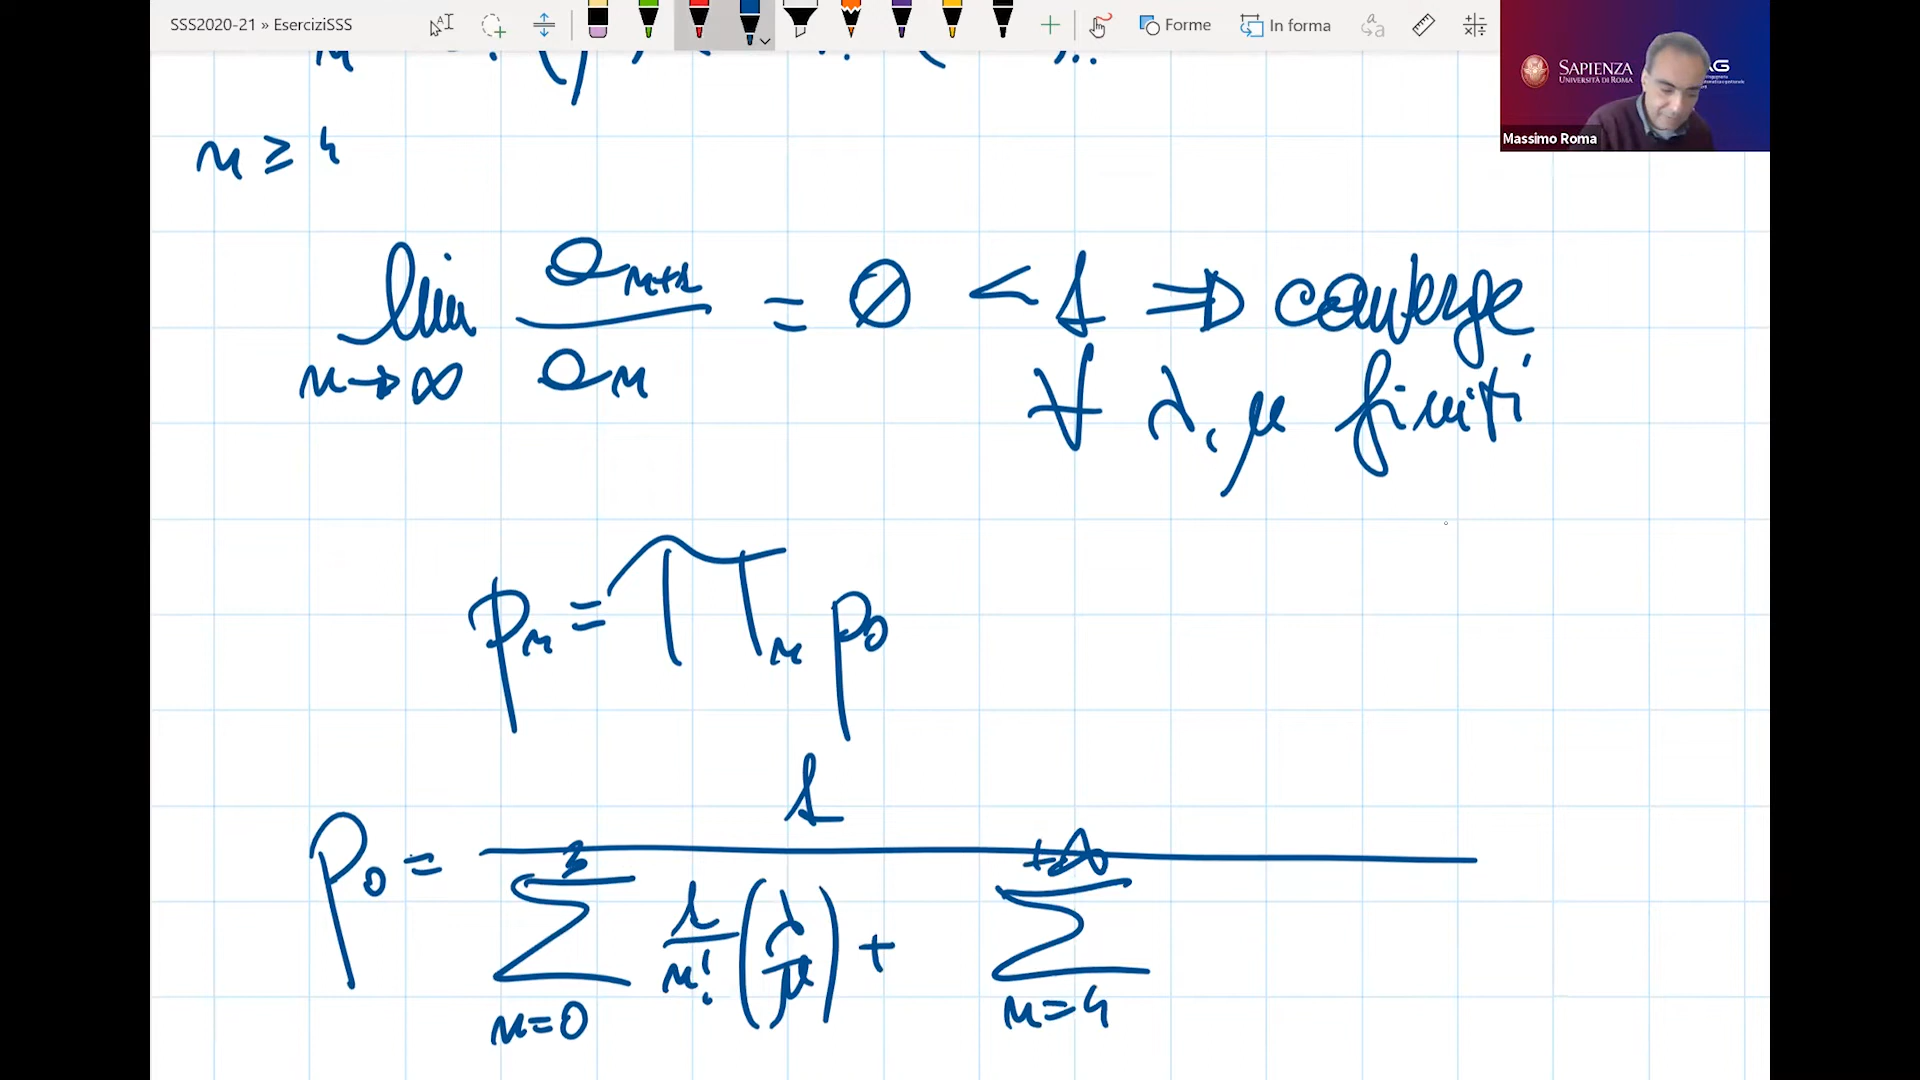 SSS2020-21 » EserciziSSS
Forme
In forma
SAPIENZA
UNIVERSITÀ DI ROMA
AG
Massimo Roma
n ≥ 4
lim n→∞ a_{n+1} / a_n = 0 < 1 ⇒ converge
∀ λ, μ finiti
p_n = Π_n p_0
p_0 = 1 / ( Σ_{n=0}^{3} 1/n! (λ/μ) + Σ_{n=4}^{+∞}